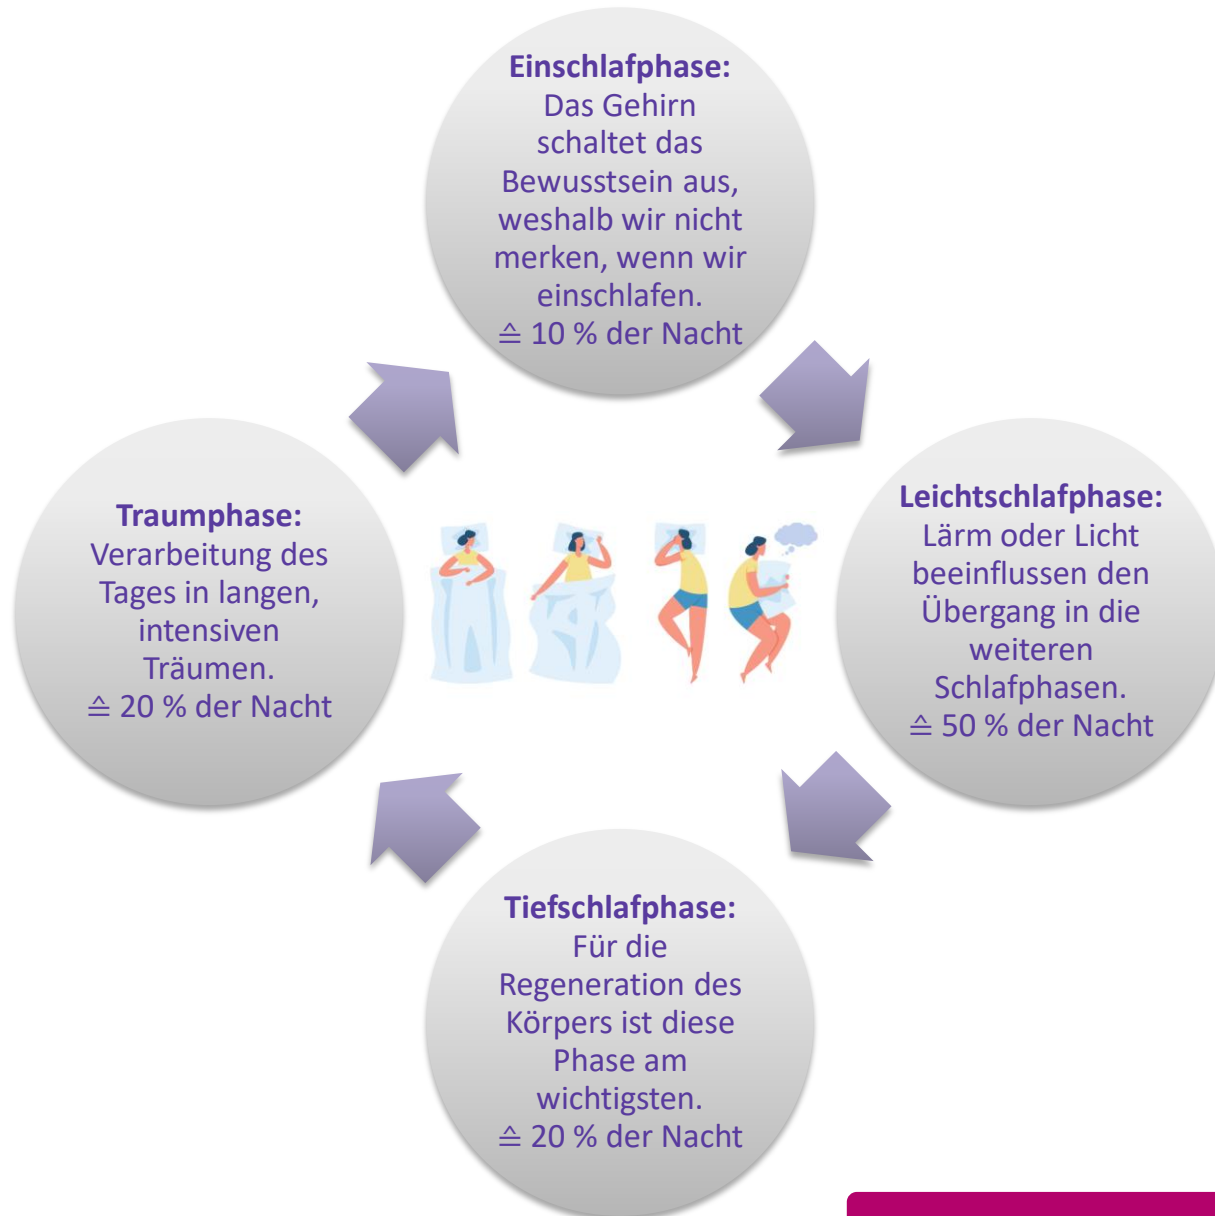 Einschlafphase:
Das Gehirn
schaltet das
Bewusstsein aus,
weshalb wir nicht
merken, wenn wir
einschlafen.
≙ 10 % der Nacht
Leichtschlafphase:
Lärm oder Licht
beeinflussen den
Übergang in die
weiteren
Schlafphasen.
≙ 50 % der Nacht
Tiefschlafphase:
Für die
Regeneration des
Körpers ist diese
Phase am
wichtigsten.
≙ 20 % der Nacht
Traumphase:
Verarbeitung des
Tages in langen,
intensiven
Träumen.
≙ 20 % der Nacht